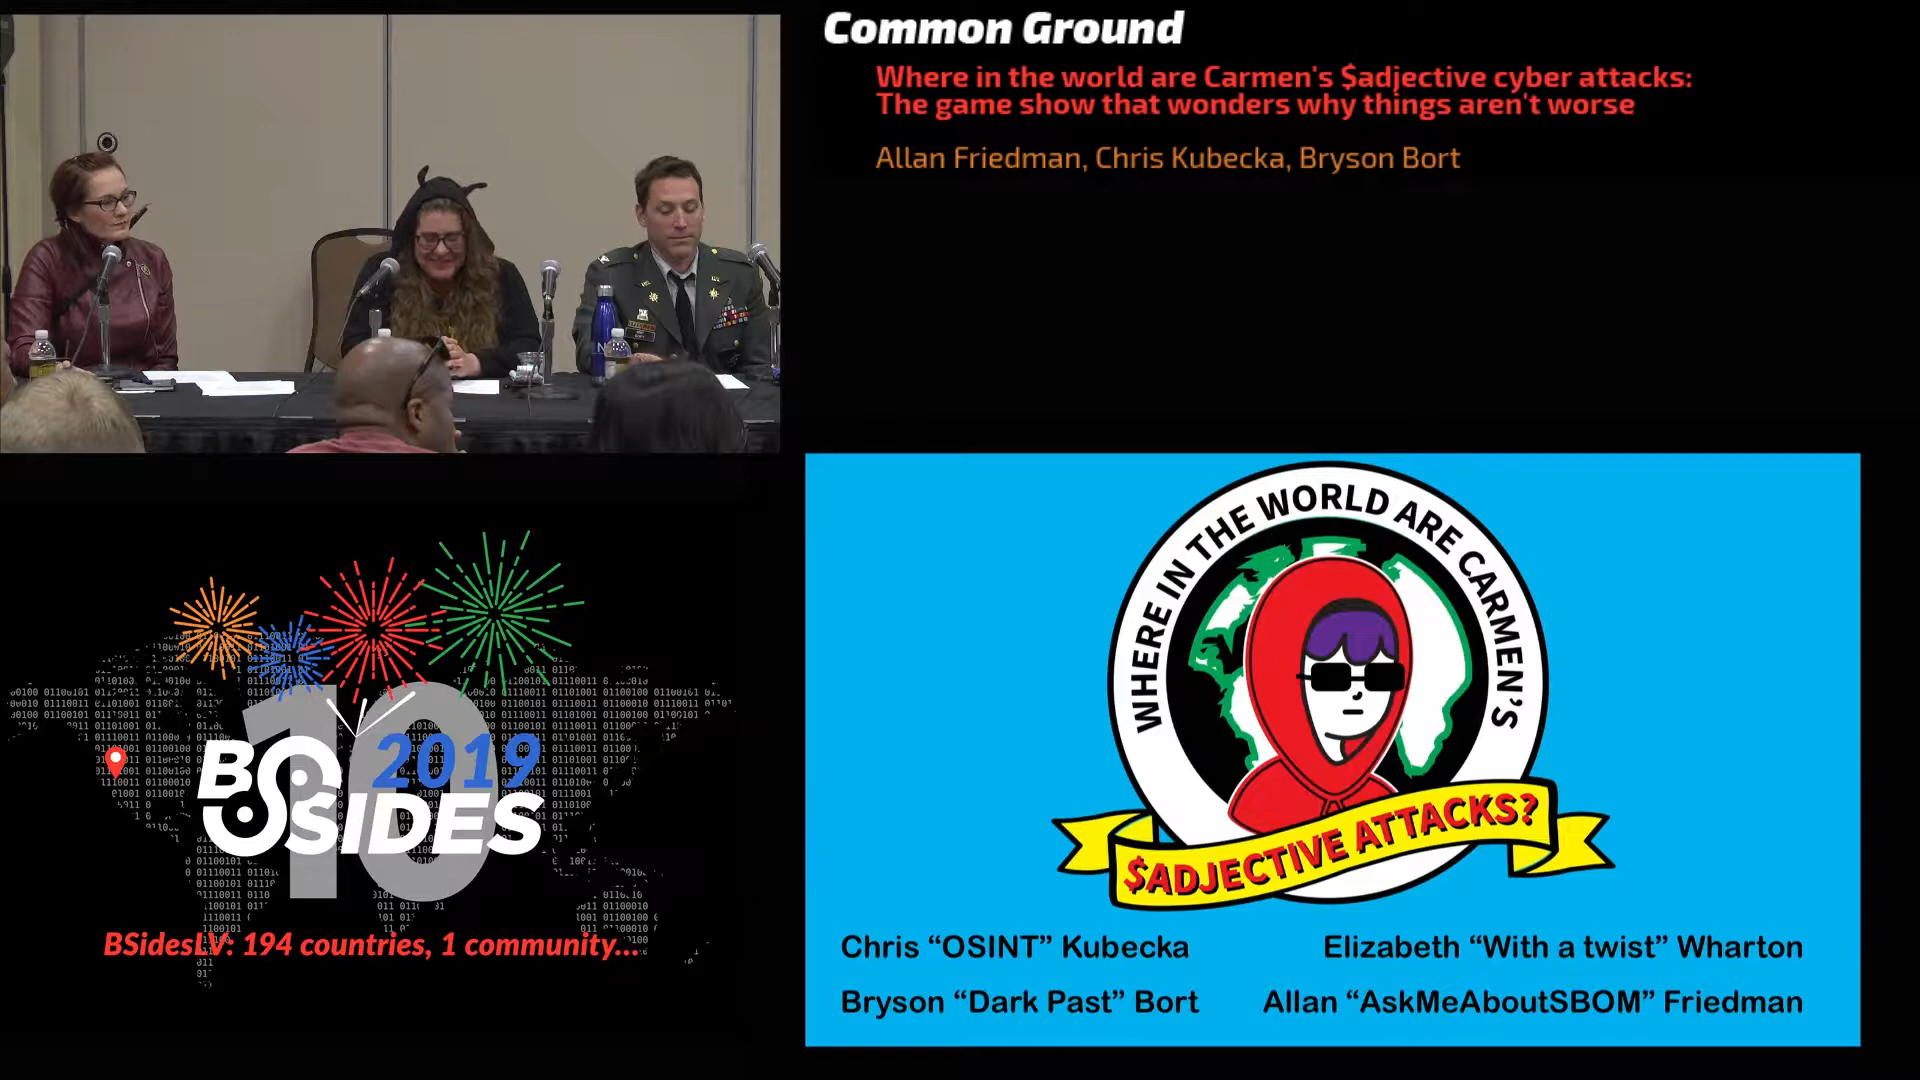 Common Ground
Where in the world are Carmen's $adjective cyber attacks:
The game show that wonders why things aren't worse
Allan Friedman, Chris Kubecka, Bryson Bort
WHERE IN THE WORLD ARE CARMEN'S
$ADJECTIVE ATTACKS?
Chris “OSINT” Kubecka
Elizabeth “With a twist” Wharton
Bryson “Dark Past” Bort
Allan “AskMeAboutSBOM” Friedman
10
2019
BSIDES
BSidesLV: 194 countries, 1 community...